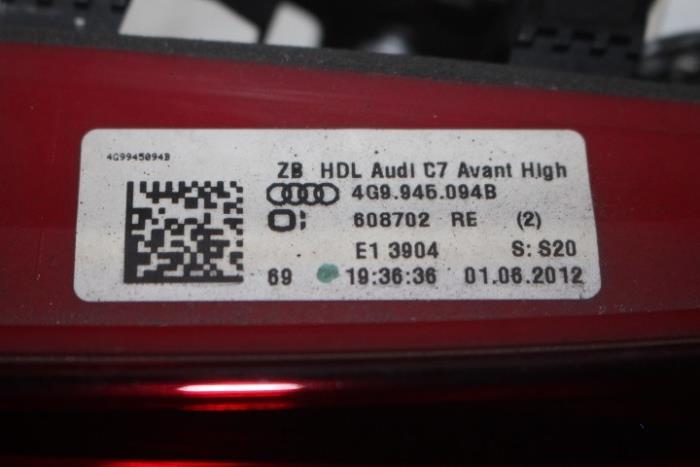 4G9945094B
ZB HDL Audi C7 Avant High
4G9.945.094B
608702 RE (2)
E1 3904 S: S20
69 19:36:36 01.06.2012